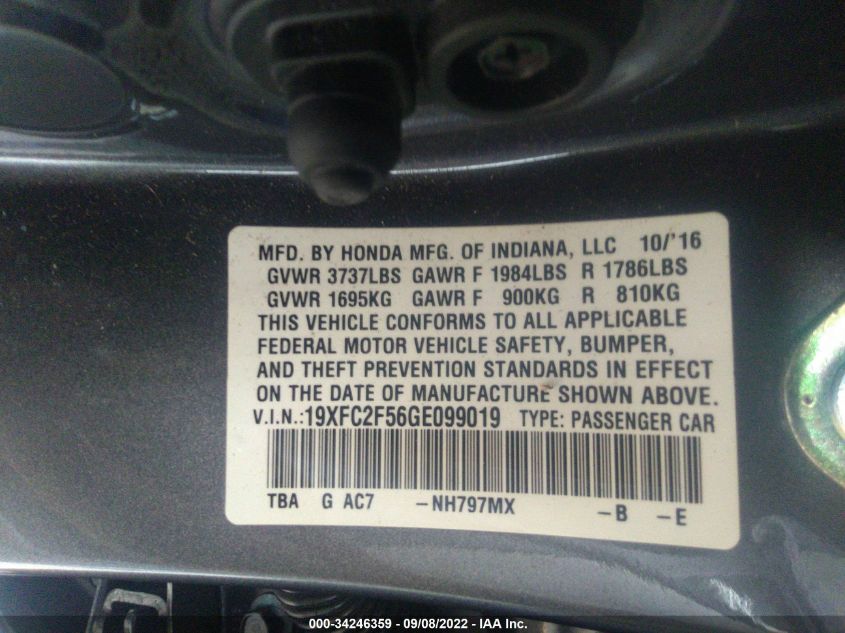 MFD. BY HONDA MFG. OF INDIANA, LLC 10/'16
GVWR 3737LBS GAWR F 1984LBS R 1786LBS
GVWR 1695KG GAWR F 900KG R 810KG
THIS VEHICLE CONFORMS TO ALL APPLICABLE
FEDERAL MOTOR VEHICLE SAFETY, BUMPER,
AND THEFT PREVENTION STANDARDS IN EFFECT
ON THE DATE OF MANUFACTURE SHOWN ABOVE.
V.I.N.:19XFC2F56GE099019 TYPE: PASSENGER CAR
TBA G AC7 -NH797MX -B -E
000-34246359 - 09/08/2022 - IAA Inc.